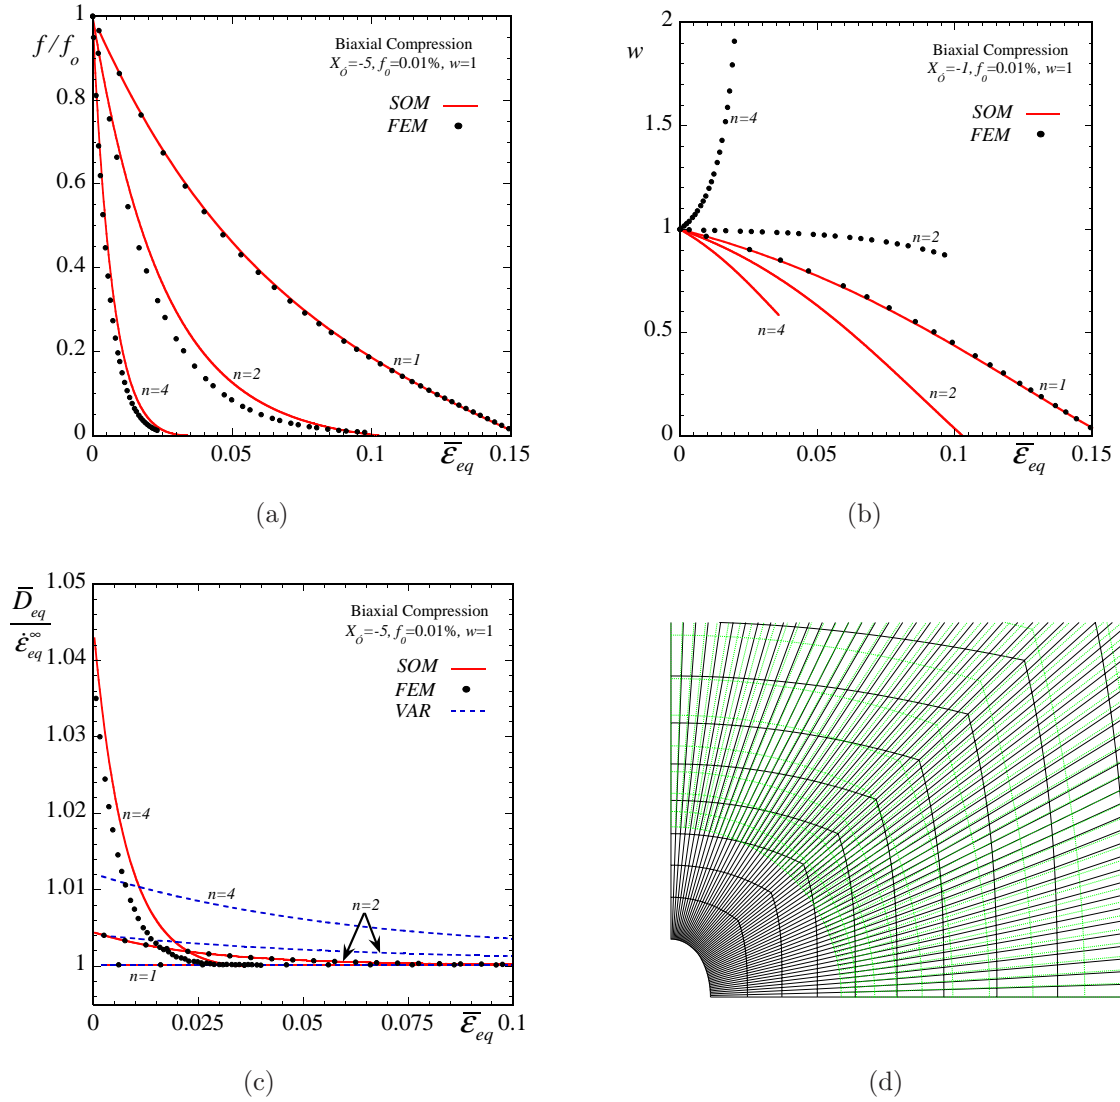 1
0.8
0.6
0.4
0.2
0
f/f_o
Biaxial Compression
X_ό=-5, f_0=0.01%, w=1
SOM
FEM
n=1
n=2
n=4
0 0.05 0.1 0.15
ε̅_eq
(a)
2
1.5
1
0.5
0
w
Biaxial Compression
X_ό=-1, f_0=0.01%, w=1
SOM
FEM
n=4
n=2
n=1
n=2
n=4
0 0.05 0.1 0.15
ε̅_eq
(b)
1.05
1.04
1.03
1.02
1.01
1
D̅_eq
ε̇^∞_eq
Biaxial Compression
X_ό=-5, f_0=0.01%, w=1
SOM
FEM
VAR
n=4
n=4
n=2
n=1
0 0.025 0.05 0.075 0.1
ε̅_eq
(c)
(d)